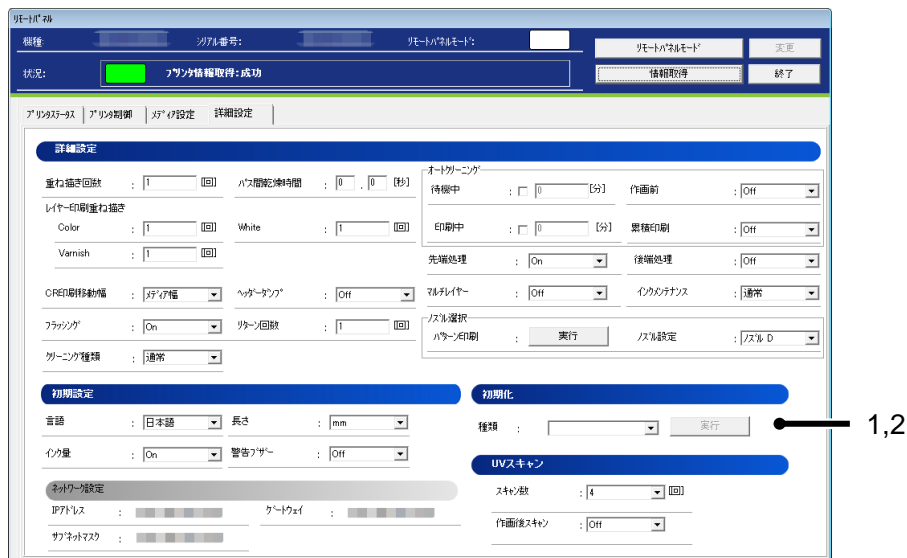 ﾘﾓｰﾄﾊﾟﾈﾙ
機種: ｼﾘｱﾙ番号: ﾘﾓｰﾄﾊﾟﾈﾙﾓｰﾄﾞ: ﾘﾓｰﾄﾊﾟﾈﾙﾓｰﾄﾞ 変更
状況: ﾌﾟﾘﾝﾀ情報取得:成功 情報取得 終了
ﾌﾟﾘﾝﾀｽﾃｰﾀｽ ﾌﾟﾘﾝﾀ制御 ﾒﾃﾞｨｱ設定 詳細設定
詳細設定
重ね描き回数 : 1 [回] ﾊﾟｽ間乾燥時間 : 0 . 0 [秒]
ｵｰﾄｸﾘｰﾆﾝｸﾞ
待機中 : 0 [分] 作画前 : Off
ﾚｲﾔｰ印刷重ね描き
Color : 1 [回] White : 1 [回] 印刷中 : 0 [分] 累積印刷 : Off
Varnish : 1 [回] 先端処理 : On 後端処理 : Off
CR印刷移動幅 : ﾒﾃﾞｨｱ幅 ﾍｯﾀﾞｰﾀﾞﾝﾌﾟ : Off ﾏﾙﾁﾚｲﾔｰ : Off ｲﾝｸﾒﾝﾃﾅﾝｽ : 通常
ﾌﾗｯｼﾝｸﾞ : On ﾘﾀｰﾝ回数 : 1 [回]
ﾉｽﾞﾙ選択
ﾊﾟﾀｰﾝ印刷 : 実行 ﾉｽﾞﾙ設定 : ﾉｽﾞﾙ D
ｸﾘｰﾆﾝｸﾞ種類 : 通常
初期設定 初期化
言語 : 日本語 長さ : mm 種類 : 実行 1,2
ｲﾝｸ量 : On 警告ﾌﾞｻﾞｰ : Off
UVスキャン
ﾈｯﾄﾜｰｸ設定 ｽｷｬﾝ数 : 4 [回]
IPｱﾄﾞﾚｽ : ｹﾞｰﾄｳｪｲ :
作画後ｽｷｬﾝ : Off
ｻﾌﾞﾈｯﾄﾏｽｸ :